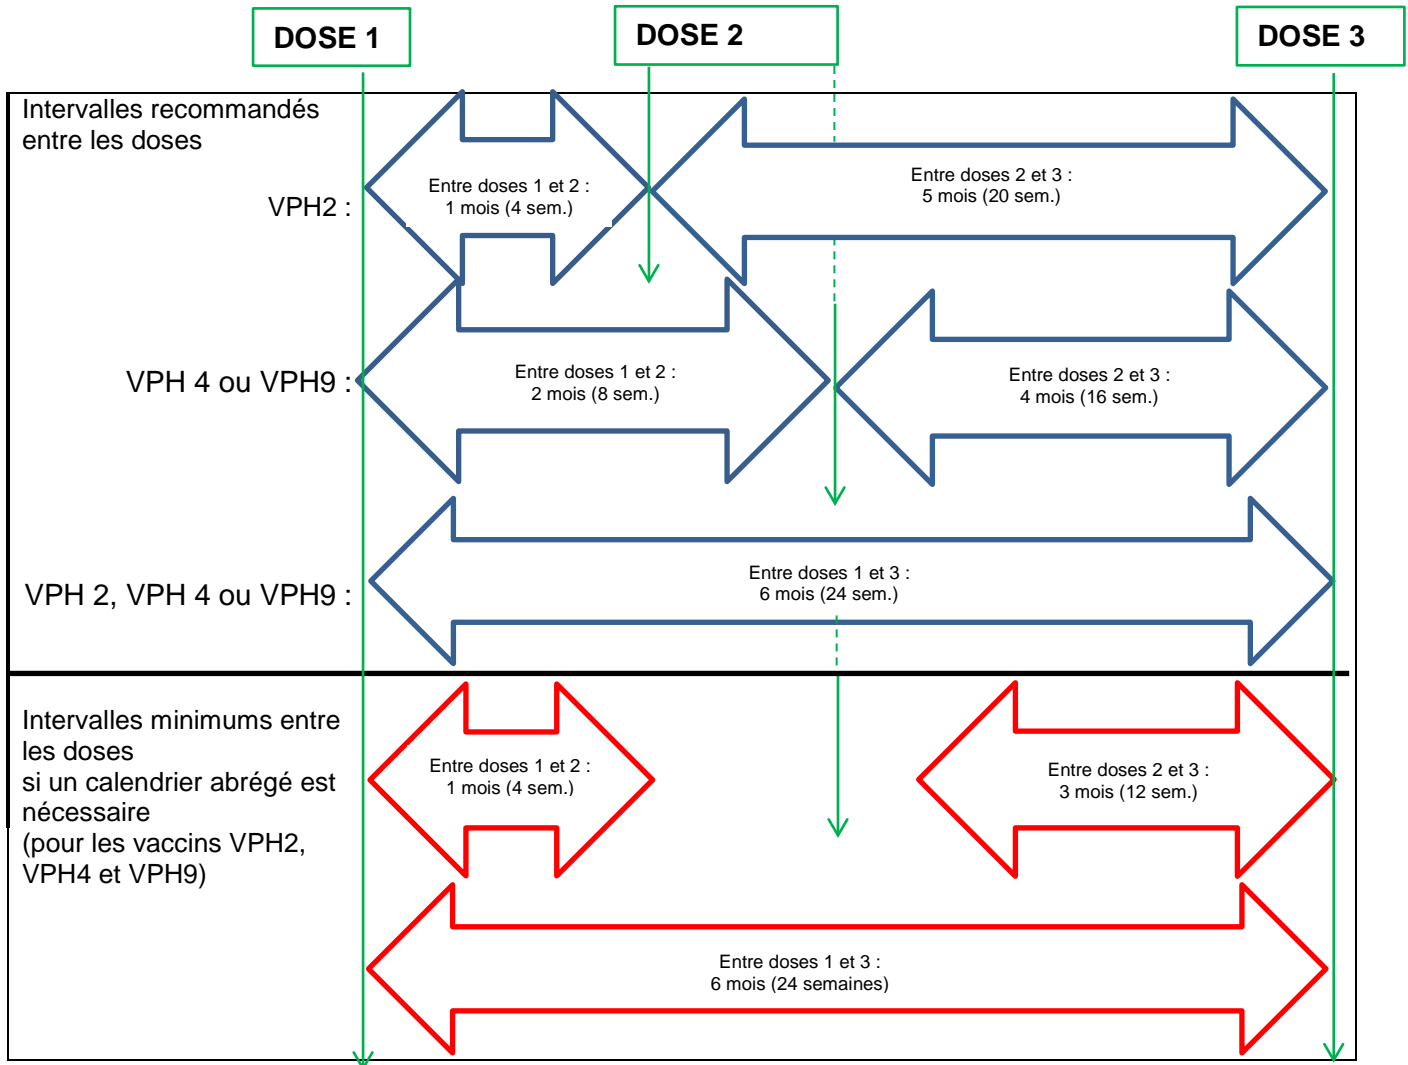 DOSE 1
DOSE 2
DOSE 3
Intervalles recommandés
entre les doses
VPH2 :
Entre doses 1 et 2 :
1 mois (4 sem.)
Entre doses 2 et 3 :
5 mois (20 sem.)
VPH 4 ou VPH9 :
Entre doses 1 et 2 :
2 mois (8 sem.)
Entre doses 2 et 3 :
4 mois (16 sem.)
VPH 2, VPH 4 ou VPH9 :
Entre doses 1 et 3 :
6 mois (24 sem.)
Intervalles minimums entre
les doses
si un calendrier abrégé est
nécessaire
(pour les vaccins VPH2,
VPH4 et VPH9)
Entre doses 1 et 2 :
1 mois (4 sem.)
Entre doses 2 et 3 :
3 mois (12 sem.)
Entre doses 1 et 3 :
6 mois (24 semaines)